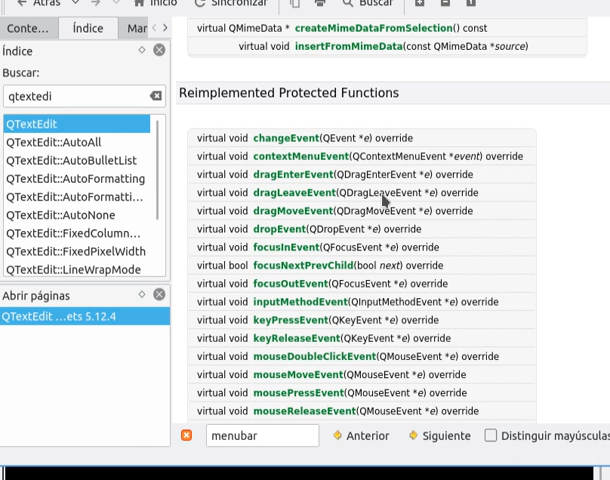 Atrás Inicio Sincronizar Buscar
Conte... Índice Mar
Índice
Buscar:
qtextedi
QTextEdit
QTextEdit::AutoAll
QTextEdit::AutoBulletList
QTextEdit::AutoFormatting
QTextEdit::AutoFormatti...
QTextEdit::AutoNone
QTextEdit::FixedColumn...
QTextEdit::FixedPixelWidth
QTextEdit::LineWrapMode
Abrir páginas
QTextEdit ...ets 5.12.4
virtual QMimeData * createMimeDataFromSelection() const
virtual void insertFromMimeData(const QMimeData *source)
Reimplemented Protected Functions
virtual void changeEvent(QEvent *e) override
virtual void contextMenuEvent(QContextMenuEvent *event) override
virtual void dragEnterEvent(QDragEnterEvent *e) override
virtual void dragLeaveEvent(QDragLeaveEvent *e) override
virtual void dragMoveEvent(QDragMoveEvent *e) override
virtual void dropEvent(QDropEvent *e) override
virtual void focusInEvent(QFocusEvent *e) override
virtual bool focusNextPrevChild(bool next) override
virtual void focusOutEvent(QFocusEvent *e) override
virtual void inputMethodEvent(QInputMethodEvent *e) override
virtual void keyPressEvent(QKeyEvent *e) override
virtual void keyReleaseEvent(QKeyEvent *e) override
virtual void mouseDoubleClickEvent(QMouseEvent *e) override
virtual void mouseMoveEvent(QMouseEvent *e) override
virtual void mousePressEvent(QMouseEvent *e) override
virtual void mouseReleaseEvent(QMouseEvent *e) override
menubar Anterior Siguiente Distinguir mayúsculas